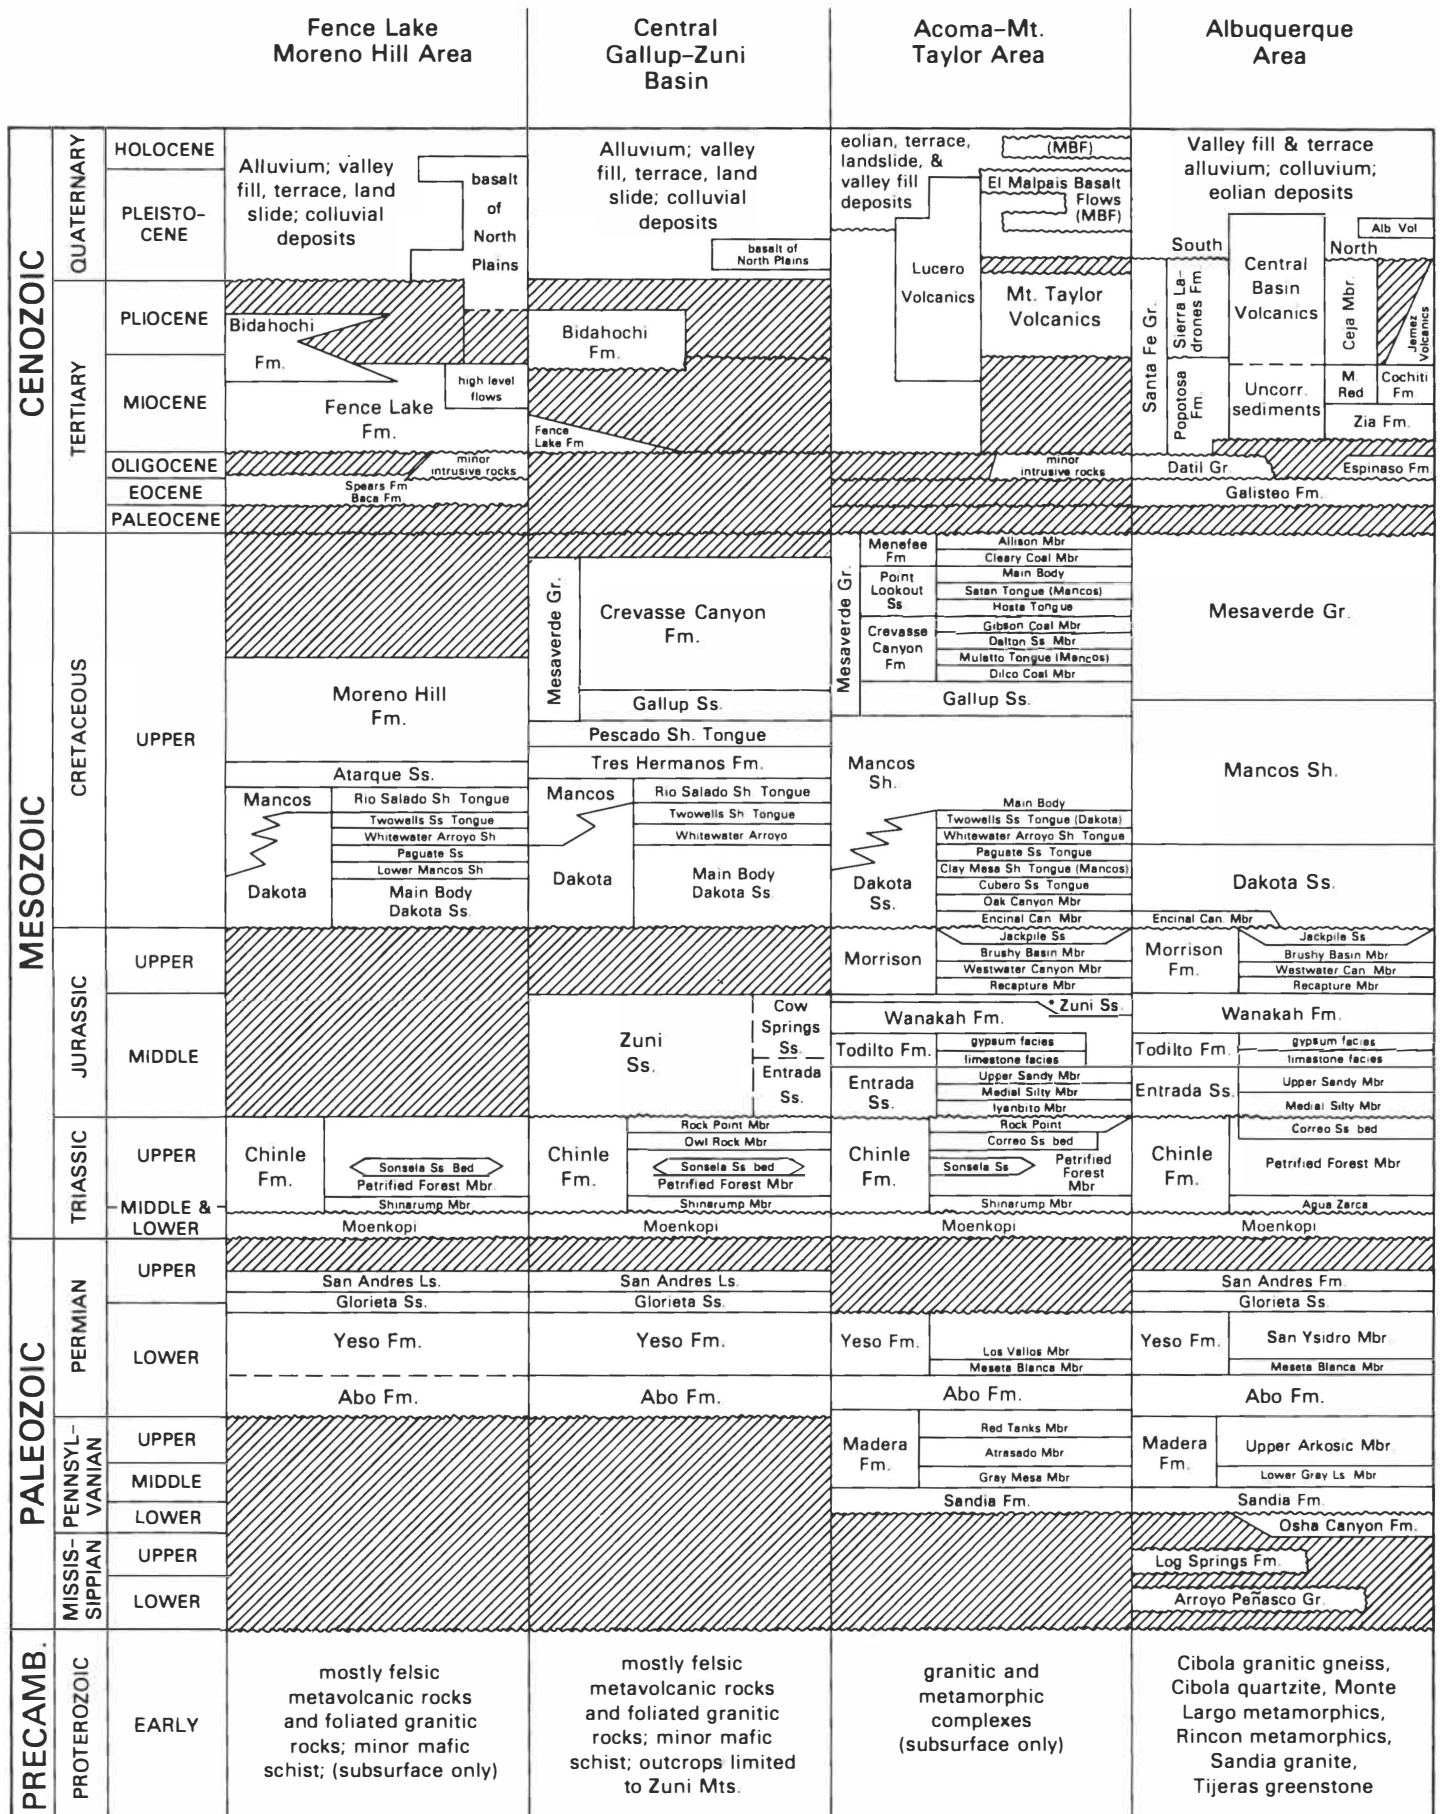 Fence Lake
Moreno Hill Area
Central
Gallup–Zuni
Basin
Acoma–Mt.
Taylor Area
Albuquerque
Area
CENOZOIC
QUATERNARY
HOLOCENE
PLEISTO-
CENE
TERTIARY
PLIOCENE
MIOCENE
OLIGOCENE
EOCENE
PALEOCENE
MESOZOIC
CRETACEOUS
UPPER
JURASSIC
UPPER
MIDDLE
TRIASSIC
UPPER
MIDDLE &
LOWER
PALEOZOIC
PERMIAN
UPPER
LOWER
PENNSYL-
VANIAN
UPPER
MIDDLE
LOWER
MISSIS-
SIPPIAN
UPPER
LOWER
PRECAMB.
PROTEROZOIC
EARLY
Alluvium; valley
fill, terrace, land
slide; colluvial
deposits
basalt
of
North
Plains
Bidahochi
Fm.
high level
flows
Fence Lake
Fm.
minor
intrusive rocks
Spears Fm
Baca Fm
Moreno Hill
Fm.
Atarque Ss.
Mancos
Rio Salado Sh Tongue
Twowells Ss Tongue
Whitewater Arroyo Sh
Paguate Ss
Lower Mancos Sh
Dakota
Main Body
Dakota Ss.
Chinle
Fm.
Sonsela Ss Bed
Petrified Forest Mbr.
Shinarump Mbr
Moenkopi
San Andres Ls.
Glorieta Ss.
Yeso Fm.
Abo Fm.
mostly felsic
metavolcanic rocks
and foliated granitic
rocks; minor mafic
schist; (subsurface only)
Alluvium; valley
fill, terrace, land
slide; colluvial
deposits
basalt of
North Plains
Bidahochi
Fm.
Fence
Lake Fm
Mesaverde Gr.
Crevasse Canyon
Fm.
Gallup Ss.
Pescado Sh. Tongue
Tres Hermanos Fm.
Mancos
Rio Salado Sh Tongue
Twowells Sh Tongue
Whitewater Arroyo
Dakota
Main Body
Dakota Ss.
Zuni
Ss.
Cow
Springs
Ss.
Entrada
Ss.
Chinle
Fm.
Rock Point Mbr
Owl Rock Mbr
Sonsela Ss bed
Petrified Forest Mbr
Shinarump Mbr
Moenkopi
San Andres Ls.
Glorieta Ss.
Yeso Fm.
Abo Fm.
mostly felsic
metavolcanic rocks
and foliated granitic
rocks; minor mafic
schist; outcrops limited
to Zuni Mts.
eolian, terrace,
landslide, &
valley fill
deposits
(MBF)
El Malpais Basalt
Flows
(MBF)
Lucero
Volcanics
Mt. Taylor
Volcanics
minor
intrusive rocks
Mesaverde Gr.
Menefee
Fm
Allison Mbr
Cleary Coal Mbr
Point
Lookout
Ss
Main Body
Satan Tongue (Mancos)
Hosta Tongue
Crevasse
Canyon
Fm
Gibson Coal Mbr
Dalton Ss Mbr
Mulatto Tongue (Mancos)
Dilco Coal Mbr
Gallup Ss.
Mancos
Sh.
Main Body
Twowells Ss Tongue (Dakota)
Whitewater Arroyo Sh Tongue
Paguate Ss Tongue
Clay Mesa Sh Tongue (Mancos)
Dakota
Ss.
Cubero Ss Tongue
Oak Canyon Mbr
Encinal Can. Mbr
Morrison
Jackpile Ss
Brushy Basin Mbr
Westwater Canyon Mbr
Recapture Mbr
* Zuni Ss.
Wanakah Fm.
Todilto Fm.
gypsum facies
limestone facies
Entrada
Ss.
Upper Sandy Mbr
Medial Silty Mbr
Iyanbito Mbr
Chinle
Fm.
Rock Point
Correo Ss bed
Sonsela Ss
Petrified
Forest
Mbr
Shinarump Mbr
Moenkopi
Yeso Fm.
Los Vallos Mbr
Meseta Blanca Mbr
Abo Fm.
Madera
Fm.
Red Tanks Mbr
Atrasado Mbr
Gray Mesa Mbr
Sandia Fm.
granitic and
metamorphic
complexes
(subsurface only)
Valley fill & terrace
alluvium; colluvium;
eolian deposits
Alb Vol
South
North
Santa Fe Gr.
Sierra La-
drones Fm.
Popotosa
Fm.
Central
Basin
Volcanics
Uncorr.
sediments
Ceja Mbr.
Jemez
Volcanics
M.
Red
Cochiti
Fm
Zia Fm.
Datil Gr.
Espinaso Fm.
Galisteo Fm.
Mesaverde Gr.
Mancos Sh.
Dakota Ss.
Encinal Can. Mbr
Morrison
Fm.
Jackpile Ss
Brushy Basin Mbr
Westwater Can. Mbr
Recapture Mbr
Wanakah Fm.
Todilto Fm.
gypsum facies
limestone facies
Entrada Ss.
Upper Sandy Mbr
Medial Silty Mbr
Chinle
Fm.
Correo Ss bed
Petrified Forest Mbr
Agua Zarca
Moenkopi
San Andres Fm.
Glorieta Ss.
Yeso Fm.
San Ysidro Mbr
Meseta Blanca Mbr
Abo Fm.
Madera
Fm.
Upper Arkosic Mbr
Lower Gray Ls Mbr
Sandia Fm.
Osha Canyon Fm.
Log Springs Fm.
Arroyo Peñasco Gr.
Cibola granitic gneiss,
Cibola quartzite, Monte
Largo metamorphics,
Rincon metamorphics,
Sandia granite,
Tijeras greenstone